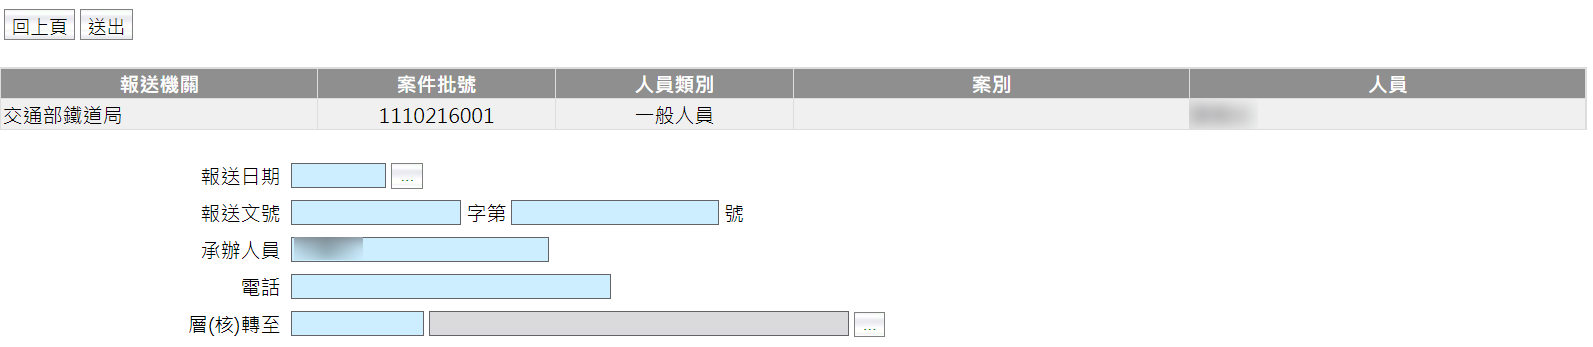 回上頁 送出
報送機關 案件批號 人員類別 案別 人員
交通部鐵道局 1110216001 一般人員
報送日期 ...
報送文號 字第 號
承辦人員
電話
層(核)轉至 ...